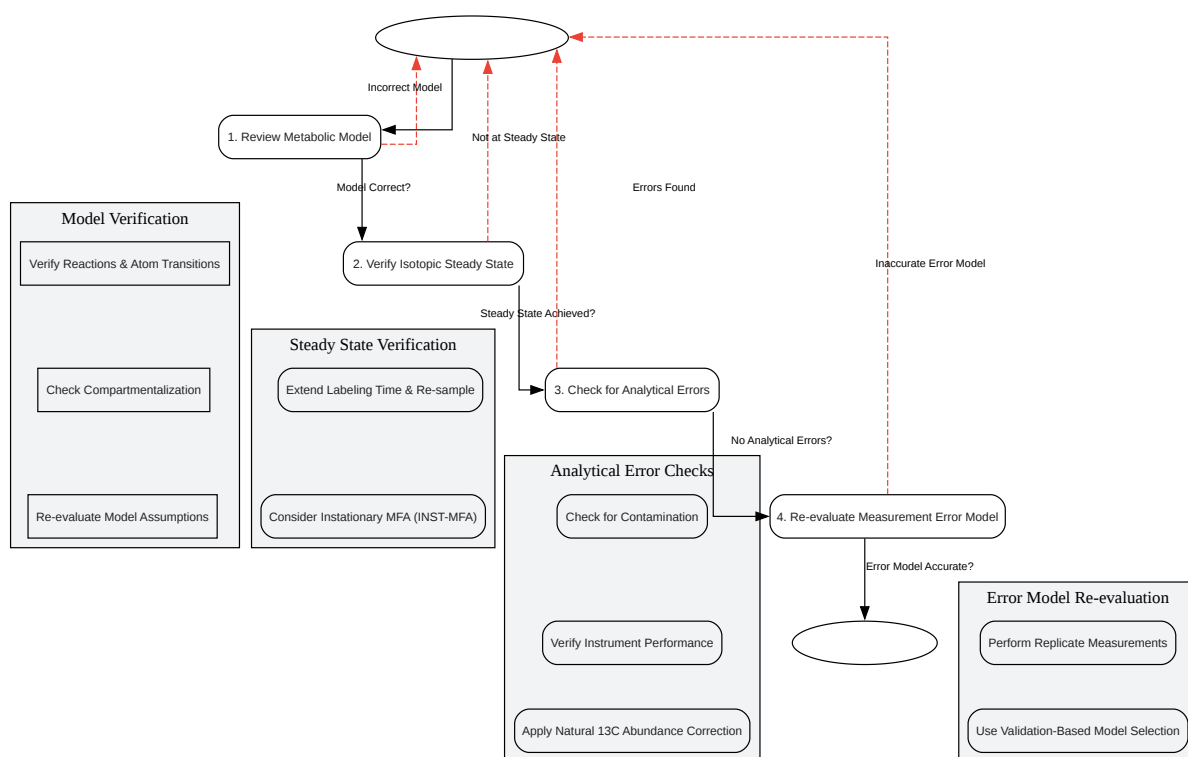 Incorrect Model
1. Review Metabolic Model
Not at Steady State
Model Correct?
Errors Found
Model Verification
Verify Reactions & Atom Transitions
2. Verify Isotopic Steady State
Inaccurate Error Model
Steady State Achieved?
Steady State Verification
Check Compartmentalization
Extend Labeling Time & Re-sample
3. Check for Analytical Errors
No Analytical Errors?
Analytical Error Checks
Re-evaluate Model Assumptions
Consider Instationary MFA (INST-MFA)
Check for Contamination
4. Re-evaluate Measurement Error Model
Error Model Accurate?
Error Model Re-evaluation
Verify Instrument Performance
Perform Replicate Measurements
Apply Natural 13C Abundance Correction
Use Validation-Based Model Selection